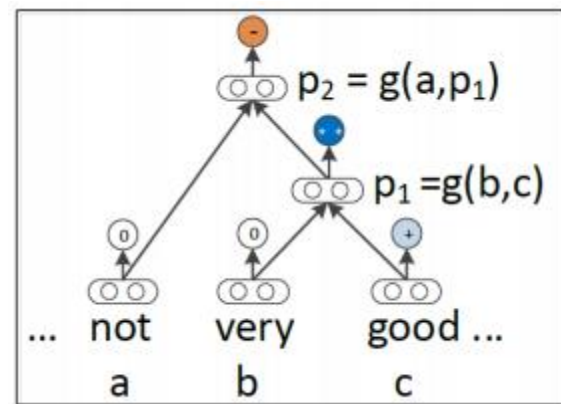 -
p₂ = g(a,p₁)
+ +
p₁ =g(b,c)
0 0 +
... not very good ...
a b c